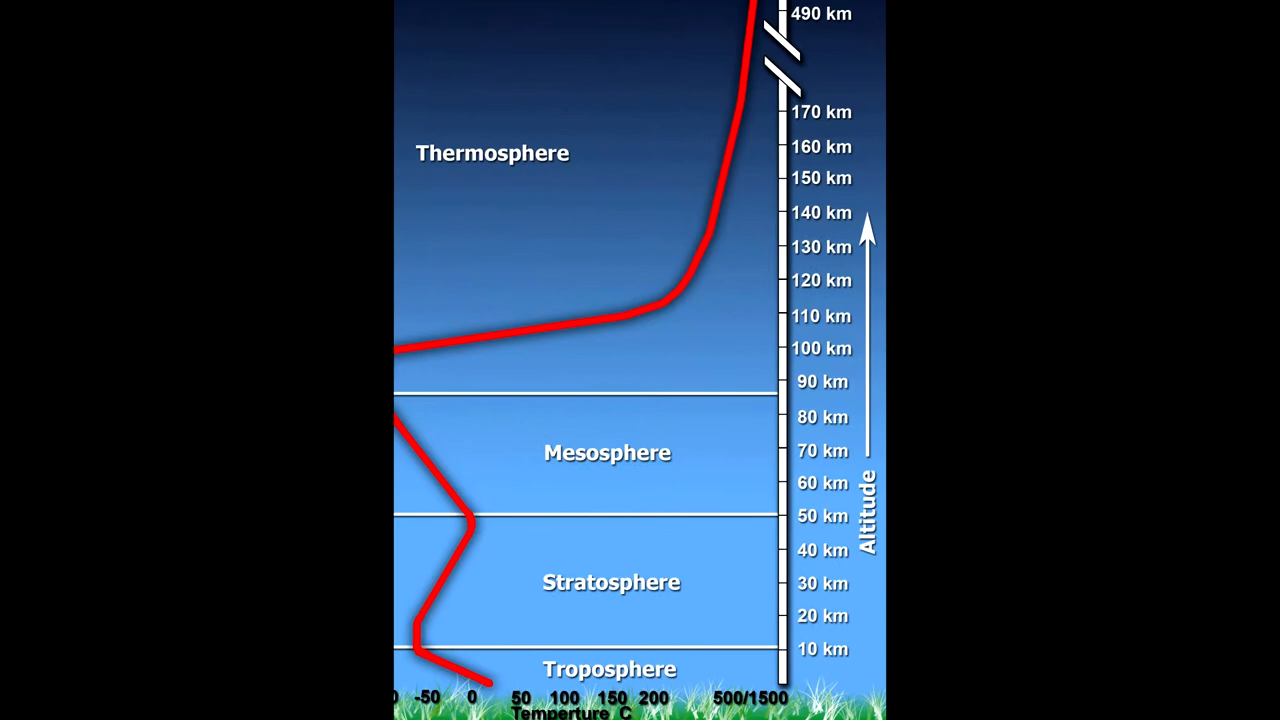 490 km
170 km
Thermosphere
160 km
150 km
140 km
130 km
120 km
110 km
100 km
90 km
80 km
Mesosphere
70 km
60 km
50 km
Altitude
40 km
Stratosphere
30 km
20 km
10 km
Troposphere
0 -50 0 50 100 150 200 500/1500
Temperture C